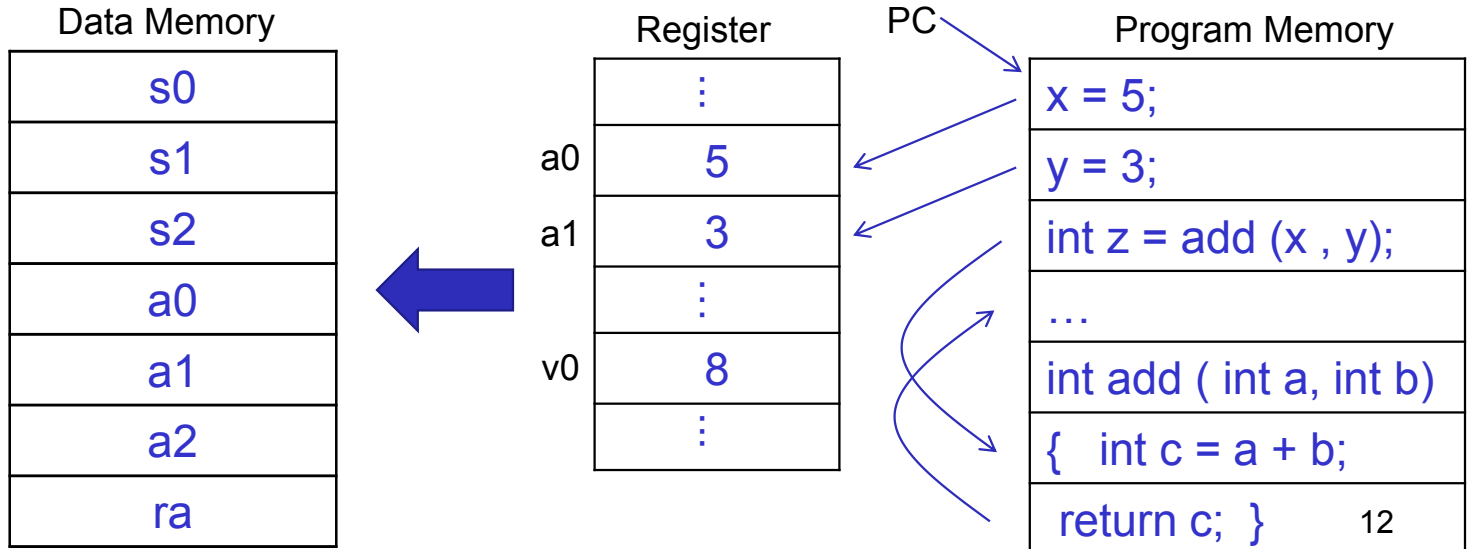 Data Memory
s0
s1
s2
a0
a1
a2
ra
Register
⋮
a0 5
a1 3
⋮
v0 8
⋮
PC
Program Memory
x = 5;
y = 3;
int z = add (x , y);
…
int add ( int a, int b)
{ int c = a + b;
return c; } 12